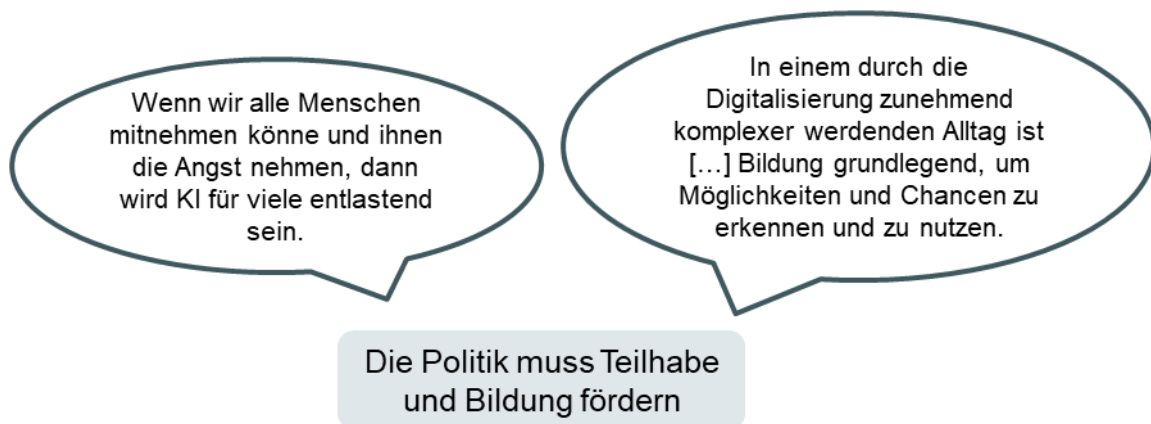 Wenn wir alle Menschen
mitnehmen könne und ihnen
die Angst nehmen, dann
wird KI für viele entlastend
sein.
In einem durch die
Digitalisierung zunehmend
komplexer werdenden Alltag ist
[…] Bildung grundlegend, um
Möglichkeiten und Chancen zu
erkennen und zu nutzen.
Die Politik muss Teilhabe
und Bildung fördern